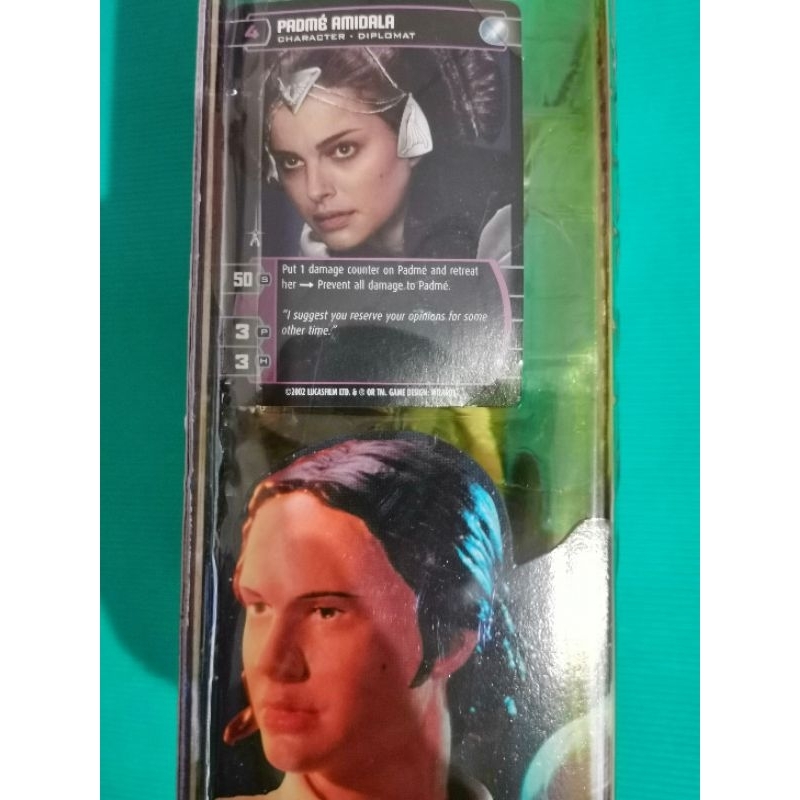 4 PADMÉ AMIDALA
CHARACTER • DIPLOMAT
50 S
Put 1 damage counter on Padmé and retreat
her → Prevent all damage to Padmé.
"I suggest you reserve your opinions for some
other time."
3 P
3 H
©2002 LUCASFILM LTD. & ® OR TM. GAME DESIGN: WIZARDS